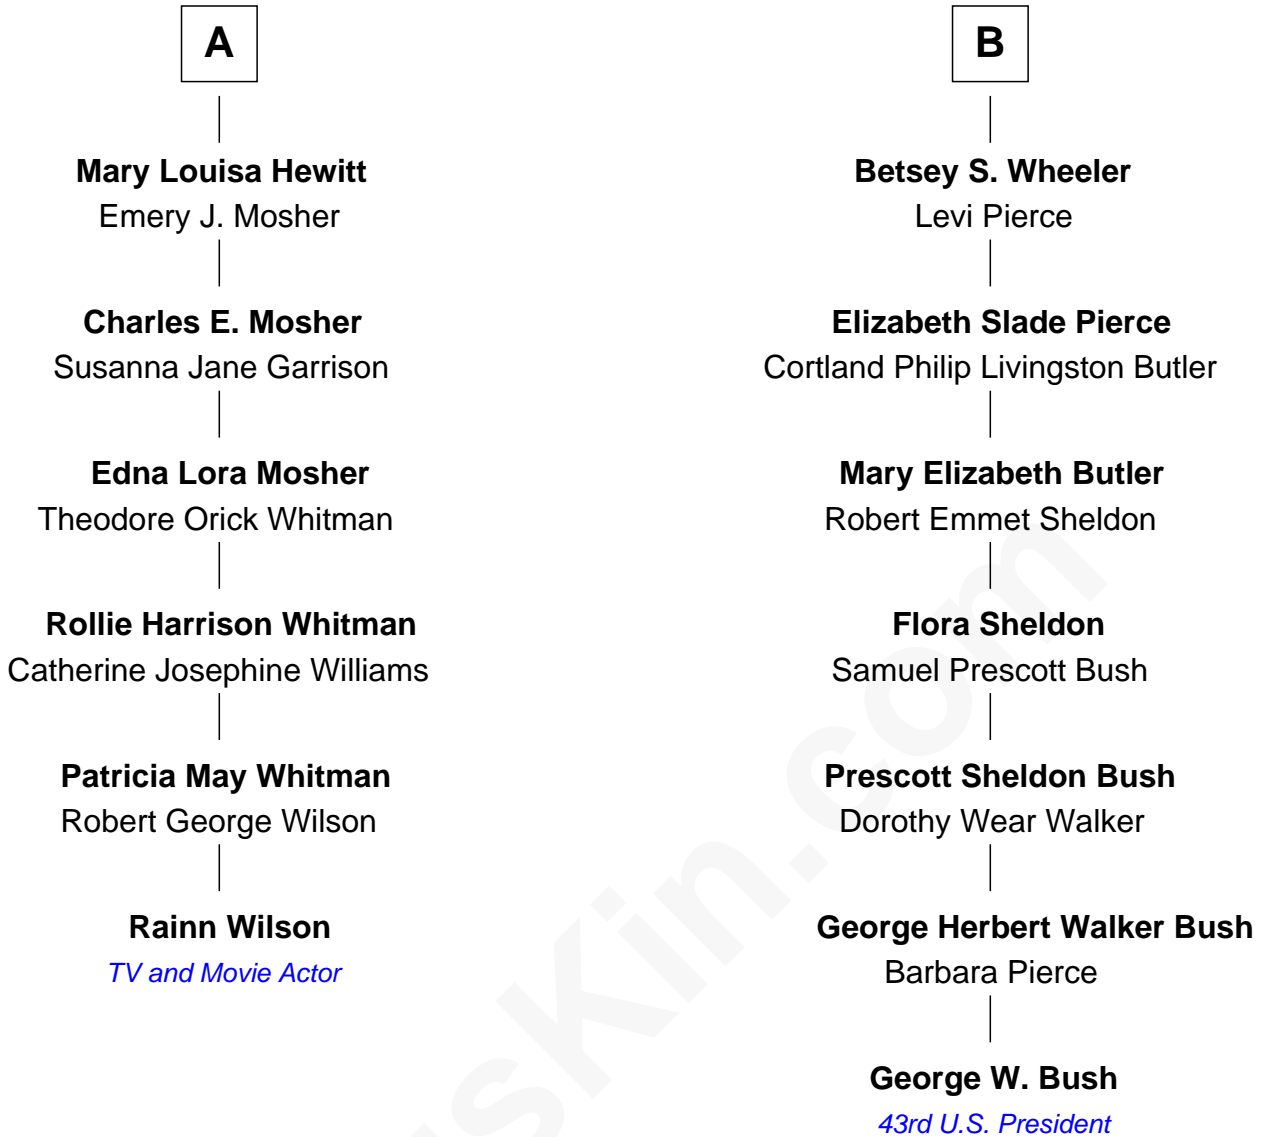 A
Mary Louisa Hewitt
Emery J. Mosher
Charles E. Mosher
Susanna Jane Garrison
Edna Lora Mosher
Theodore Orick Whitman
Rollie Harrison Whitman
Catherine Josephine Williams
Patricia May Whitman
Robert George Wilson
Rainn Wilson
TV and Movie Actor
B
Betsey S. Wheeler
Levi Pierce
Elizabeth Slade Pierce
Cortland Philip Livingston Butler
Mary Elizabeth Butler
Robert Emmet Sheldon
Flora Sheldon
Samuel Prescott Bush
Prescott Sheldon Bush
Dorothy Wear Walker
George Herbert Walker Bush
Barbara Pierce
George W. Bush
43rd U.S. President